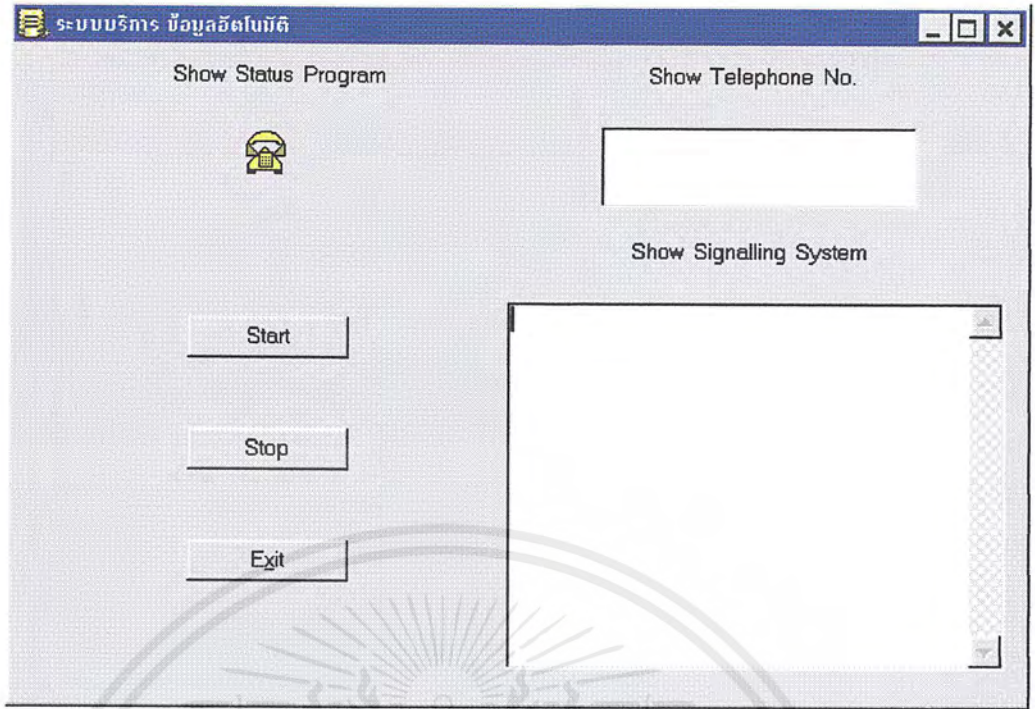 ระบบบริการ ข้อมูลอัตโนมัติ
Show Status Program
Show Telephone No.
Show Signalling System
Start
Stop
Exit